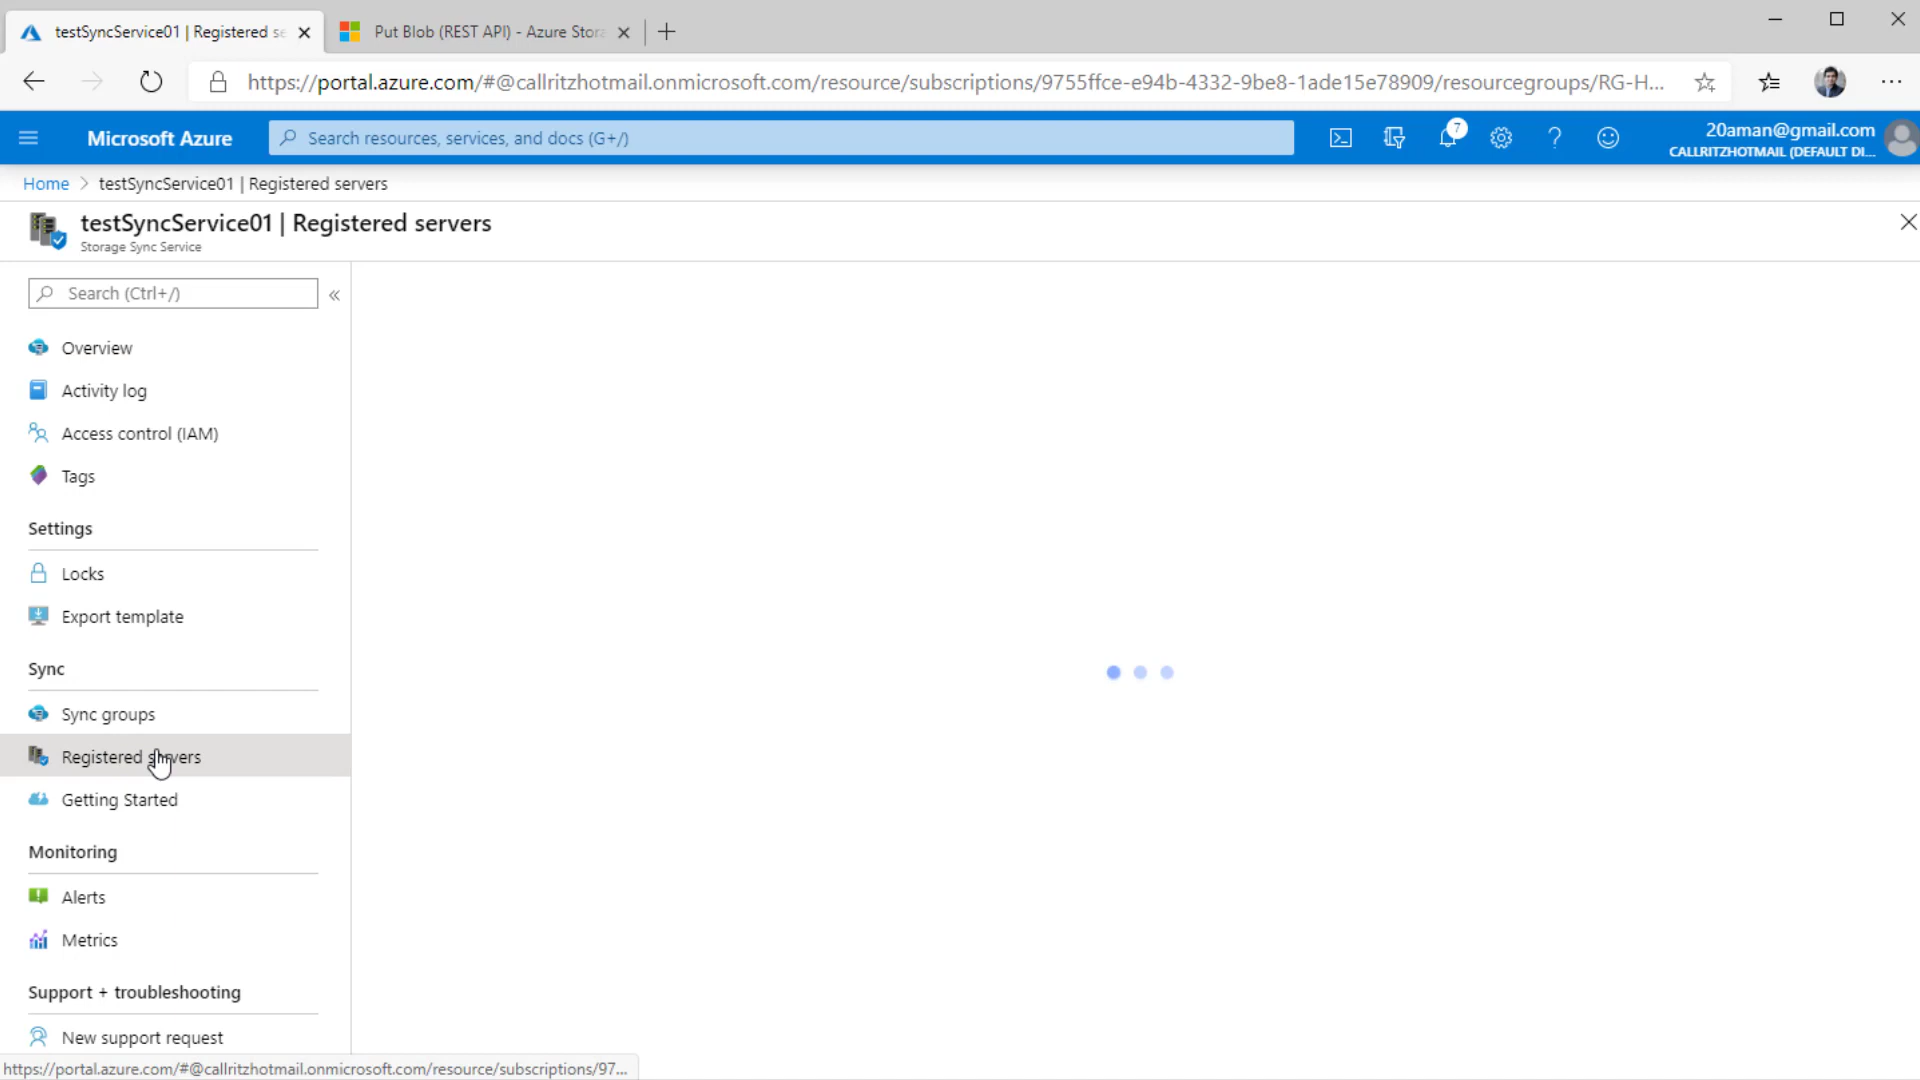 testSyncService01 | Registered se
Put Blob (REST API) - Azure Stora
https://portal.azure.com/#@callritzhotmail.onmicrosoft.com/resource/subscriptions/9755ffce-e94b-4332-9be8-1ade15e78909/resourcegroups/RG-H...
Microsoft Azure
Search resources, services, and docs (G+/)
7
20aman@gmail.com
CALLRITZHOTMAIL (DEFAULT DI...
Home > testSyncService01 | Registered servers
testSyncService01 | Registered servers
Storage Sync Service
Search (Ctrl+/)
Overview
Activity log
Access control (IAM)
Tags
Settings
Locks
Export template
Sync
Sync groups
Registered servers
Getting Started
Monitoring
Alerts
Metrics
Support + troubleshooting
New support request
https://portal.azure.com/#@callritzhotmail.onmicrosoft.com/resource/subscriptions/97...